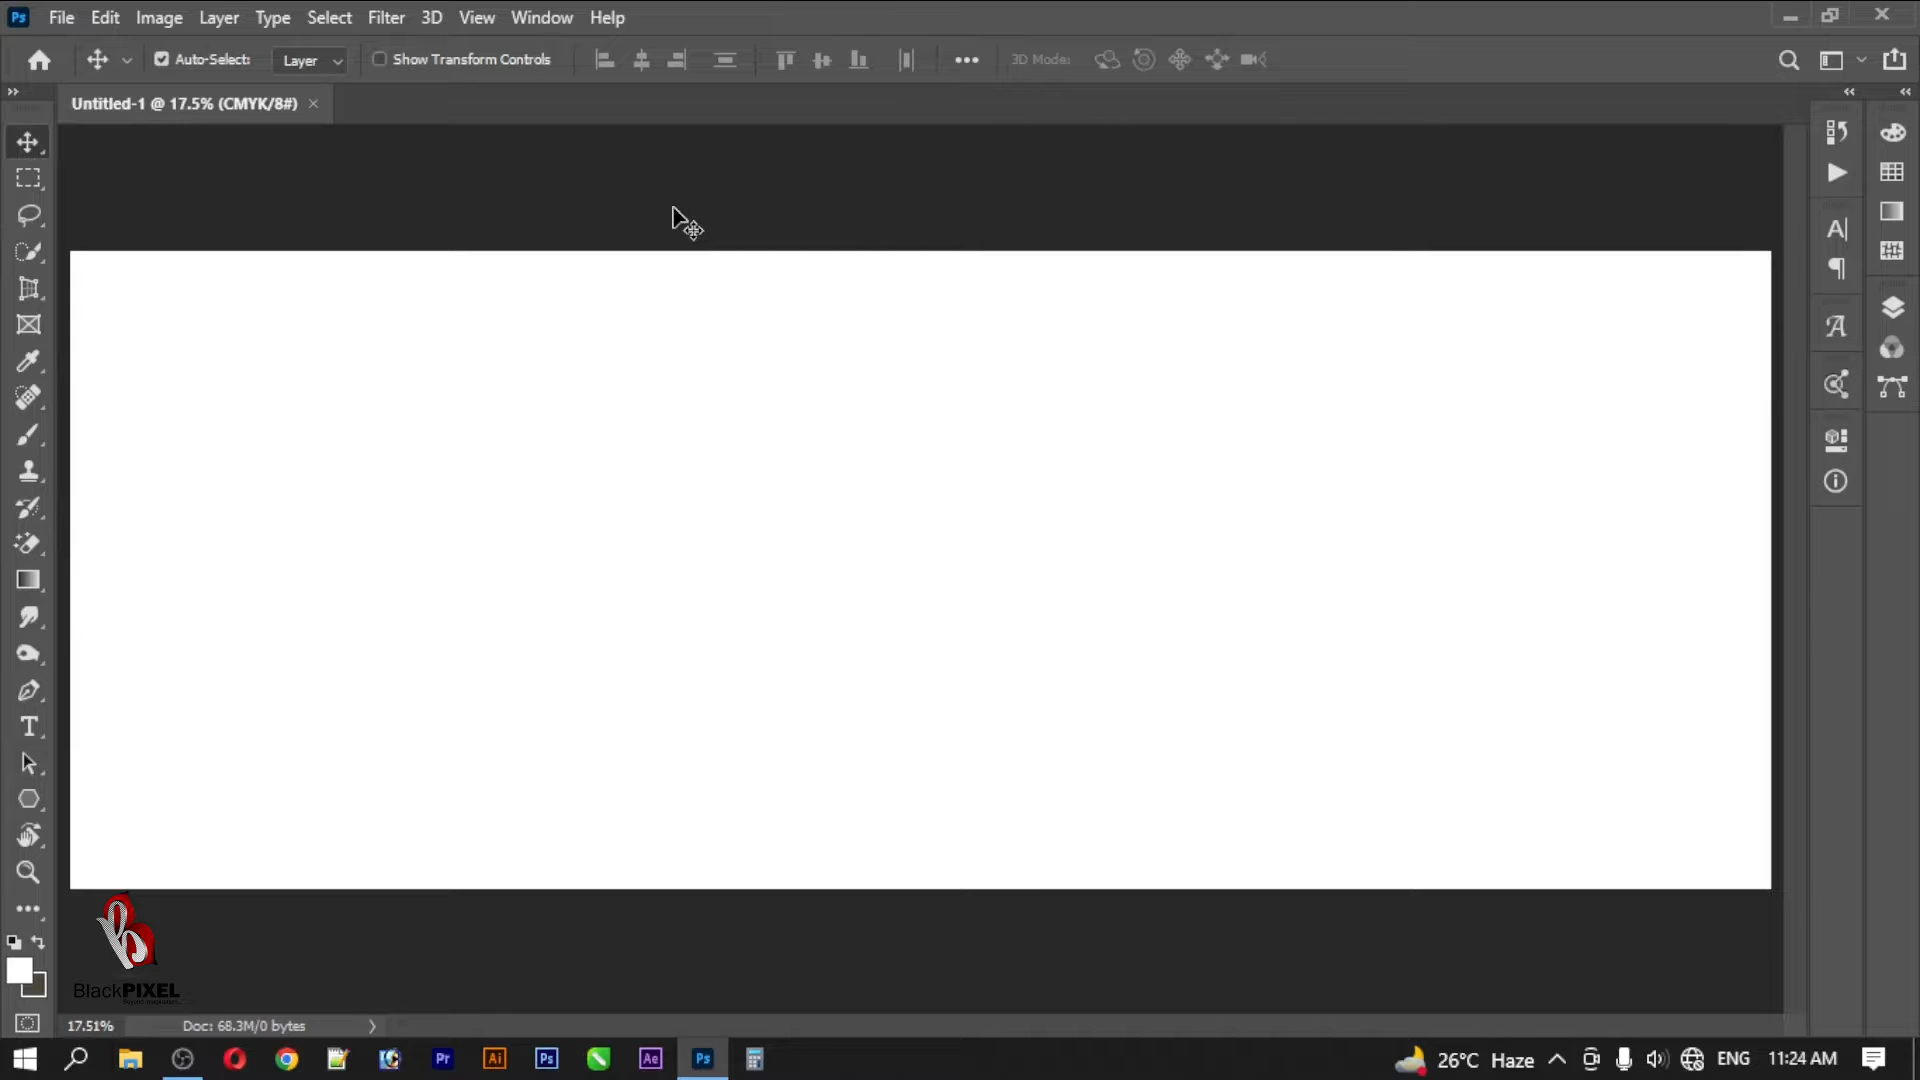 Ps File Edit Image Layer Type Select Filter 3D View Window Help
Auto-Select: Layer Show Transform Controls 3D Mode:
Untitled-1 @ 17.5% (CMYK/8#) ×
BlackPIXEL
17.51% Doc: 68.3M/0 bytes
Pr Ai Ps Ae Ps 26°C Haze ENG 11:24 AM